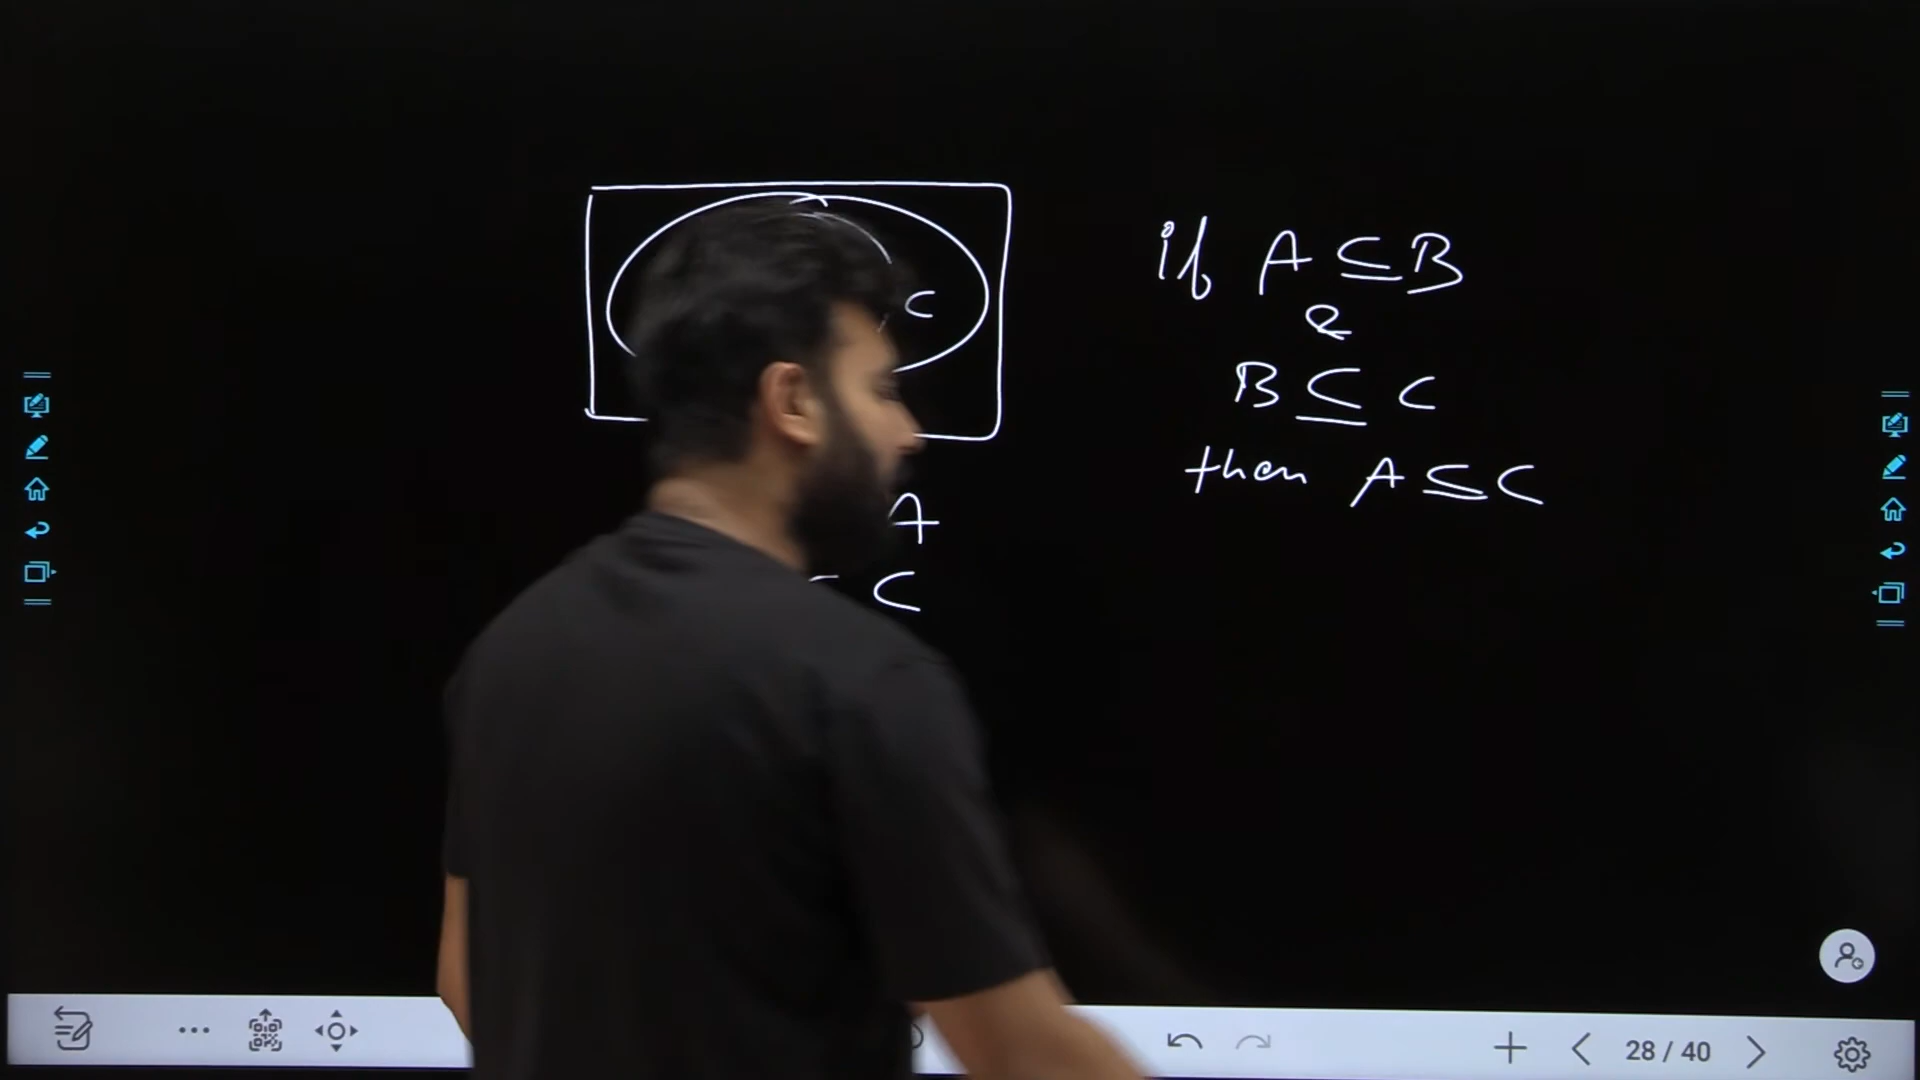 C
A
C
if A ⊆ B
&
B ⊆ C
then A ⊆ C
28 / 40